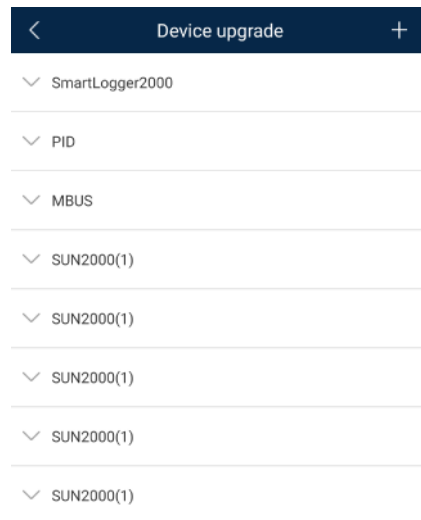 Device upgrade
SmartLogger2000
PID
MBUS
SUN2000(1)
SUN2000(1)
SUN2000(1)
SUN2000(1)
SUN2000(1)